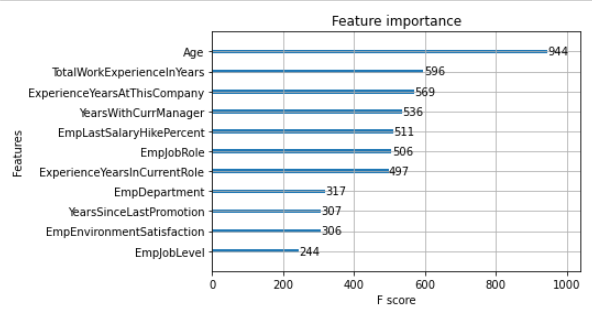 Feature importance
Age 944
TotalWorkExperienceInYears 596
ExperienceYearsAtThisCompany 569
YearsWithCurrManager 536
EmpLastSalaryHikePercent 511
EmpJobRole 506
ExperienceYearsInCurrentRole 497
EmpDepartment 317
YearsSinceLastPromotion 307
EmpEnvironmentSatisfaction 306
EmpJobLevel 244
Features
0 200 400 600 800 1000
F score